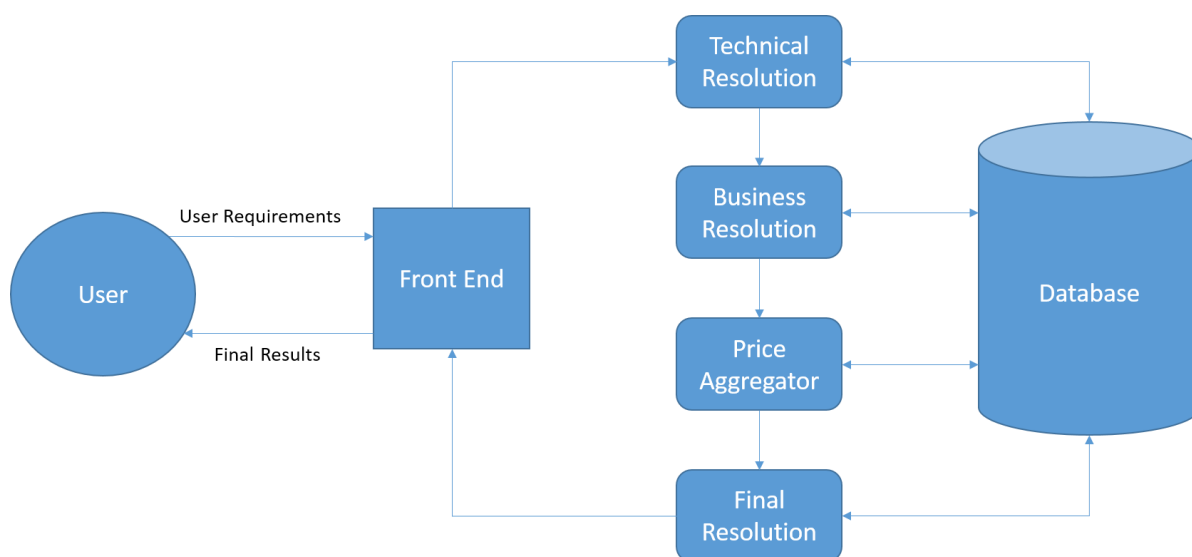 Technical
Resolution
User Requirements
Business
Resolution
Front End
User
Database
Final Results
Price
Aggregator
Final
Resolution